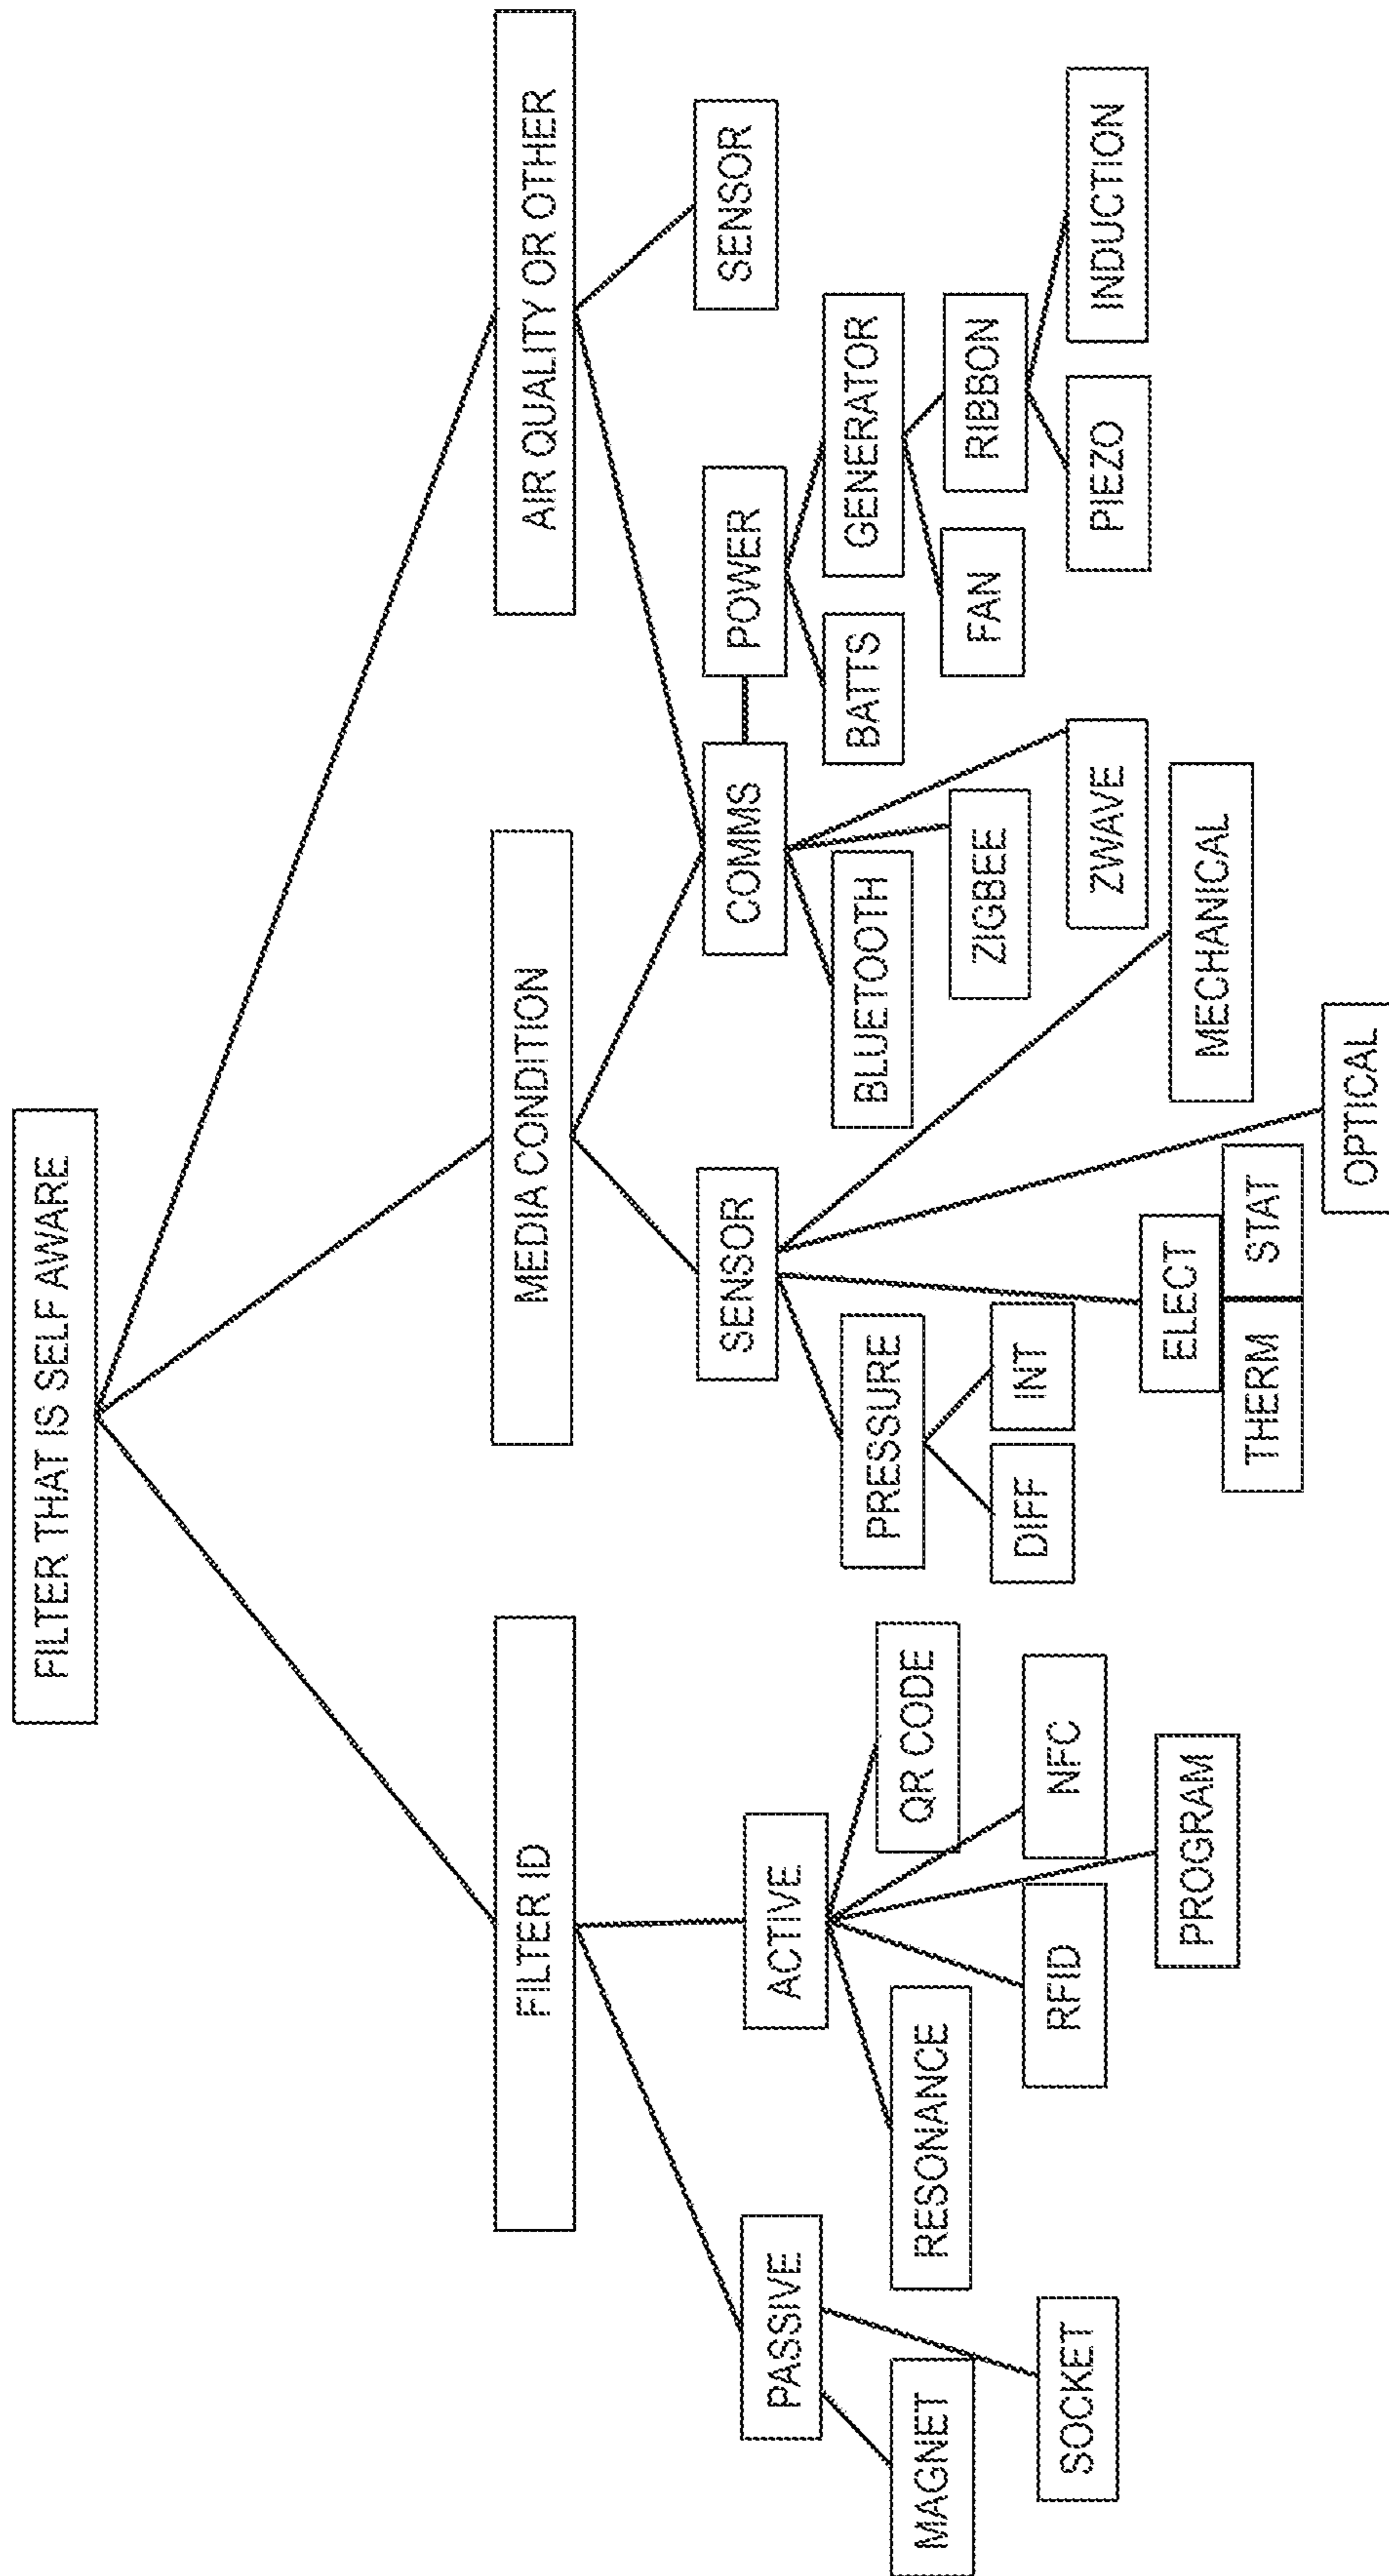 FILTER THAT IS SELF AWARE
FILTER ID
MEDIA CONDITION
AIR QUALITY OR OTHER
PASSIVE
ACTIVE
SENSOR
COMMS
POWER
SENSOR
MAGNET
SOCKET
RESONANCE
RFID
PROGRAM
NFC
QR CODE
PRESSURE
DIFF
INT
ELECT
THERM
STAT
OPTICAL
MECHANICAL
BLUETOOTH
ZIGBEE
ZWAVE
BATTS
GENERATOR
FAN
RIBBON
PIEZO
INDUCTION